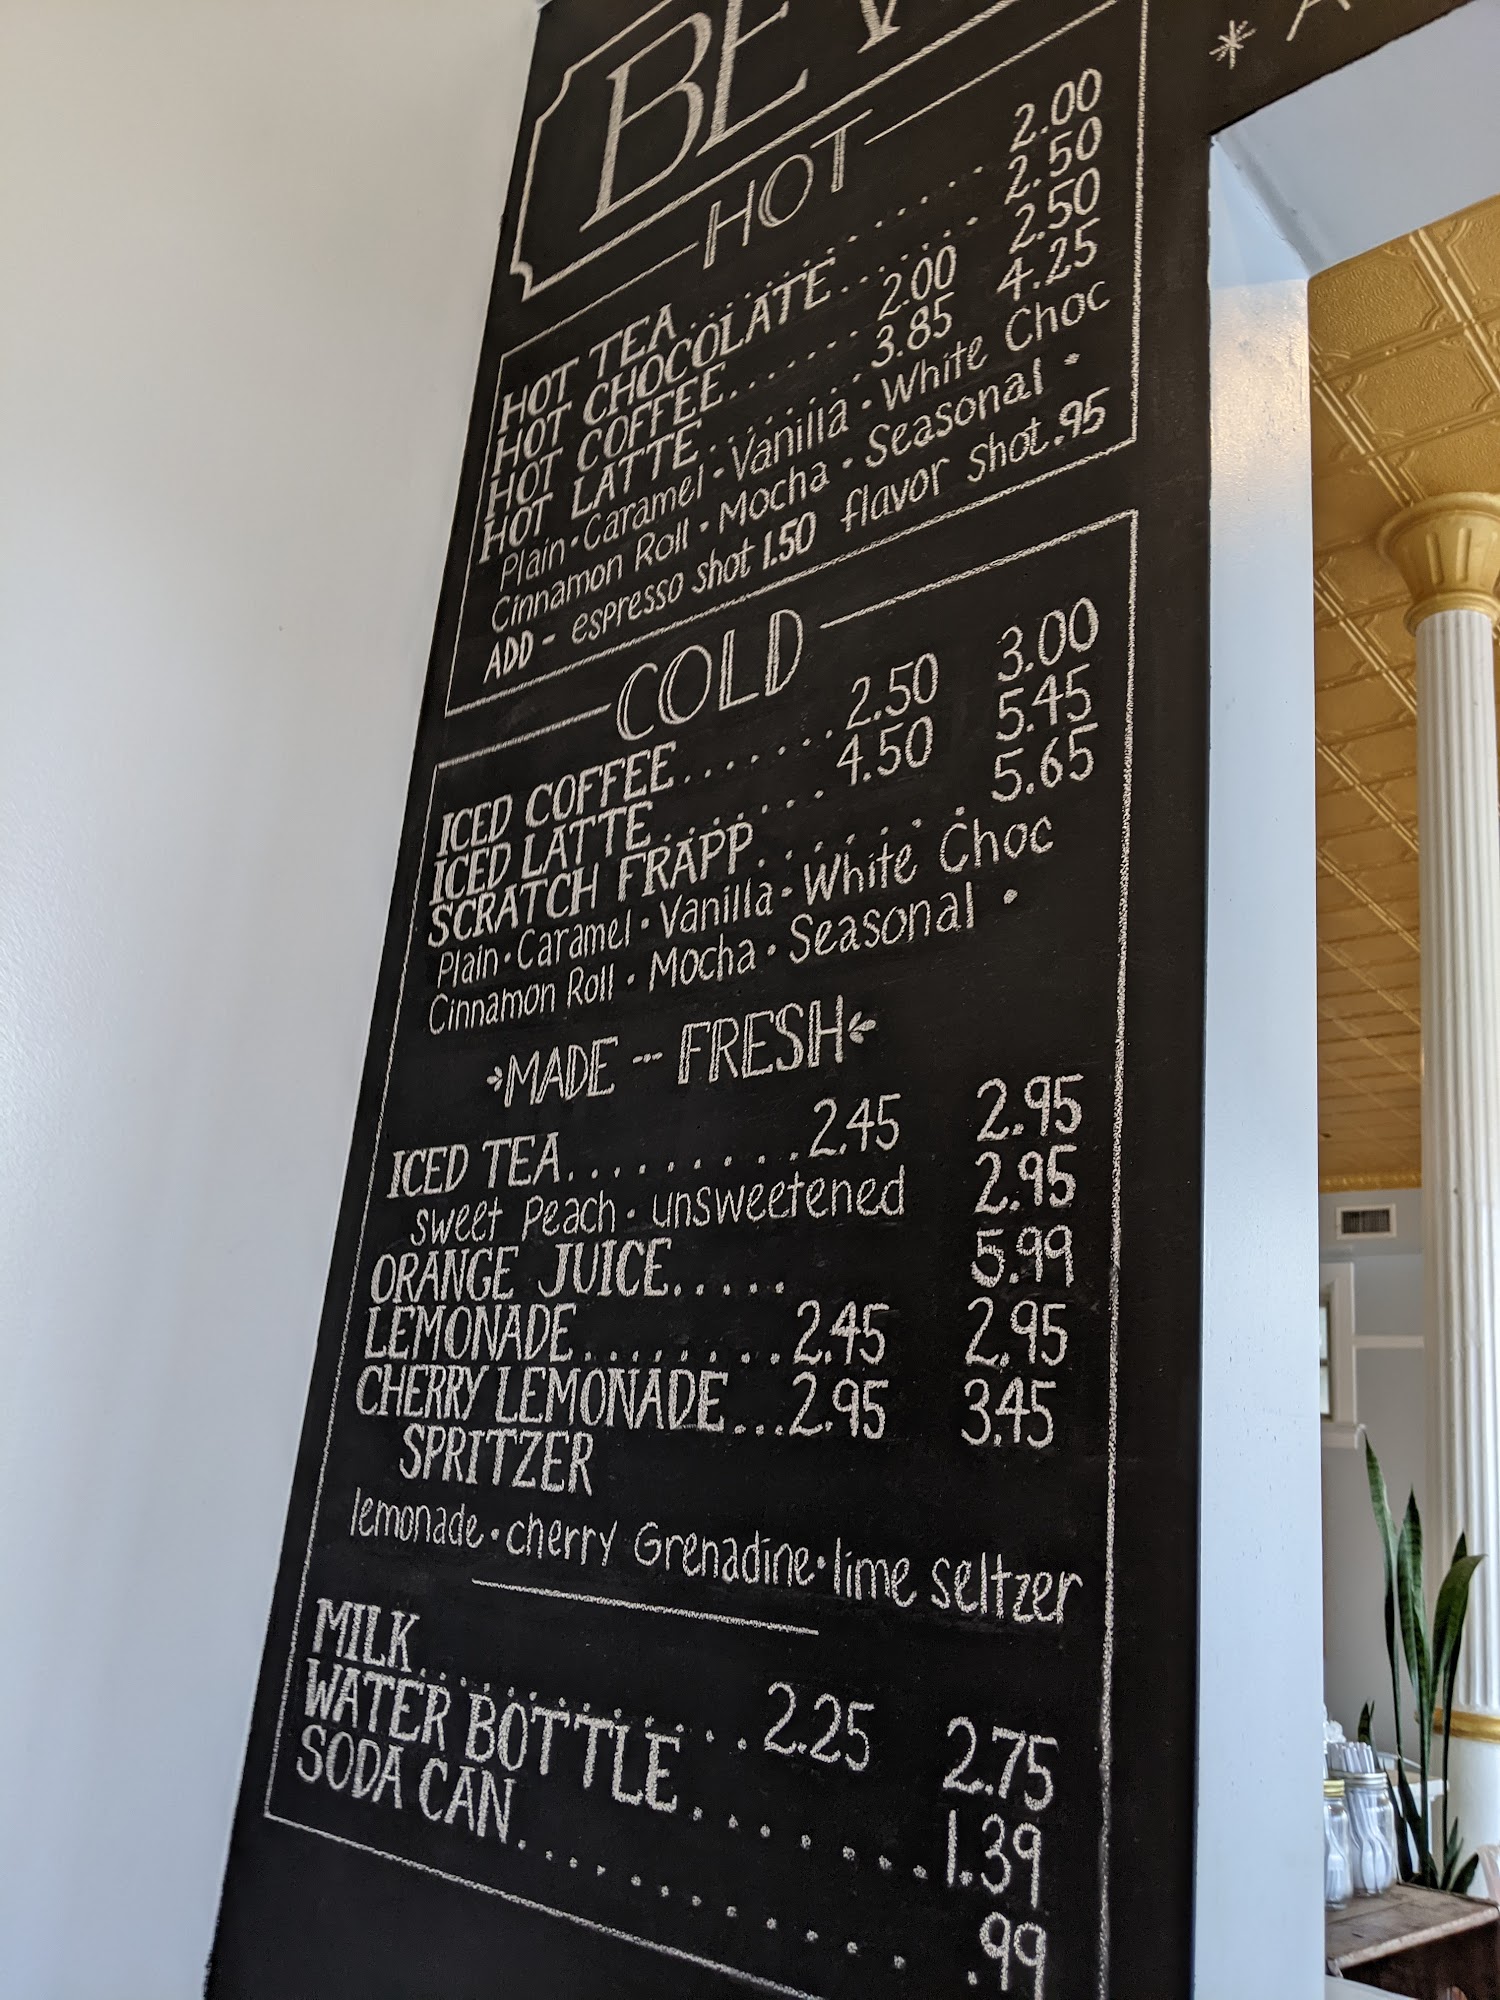 BEV
HOT
HOT TEA.................. 2.00
HOT CHOCOLATE........ 2.50
HOT COFFEE....... 2.00 2.50
HOT LATTE........ 3.85 4.25
Plain • Caramel • Vanilla • White Choc
Cinnamon Roll • Mocha • Seasonal •
ADD - espresso shot 1.50 flavor shot .95
COLD
ICED COFFEE....... 2.50 3.00
ICED LATTE........ 4.50 5.45
SCRATCH FRAPP........ 5.65
Plain • Caramel • Vanilla • White Choc
Cinnamon Roll • Mocha • Seasonal •
MADE --- FRESH
ICED TEA.......... 2.45 2.95
sweet Peach • unsweetened 2.95
ORANGE JUICE..... 5.99
LEMONADE........ 2.45 2.95
CHERRY LEMONADE... 2.95 3.45
SPRITZER
lemonade • cherry Grenadine • lime seltzer
MILK.............. 2.25 2.75
WATER BOTTLE....... 1.39
SODA CAN............ .99